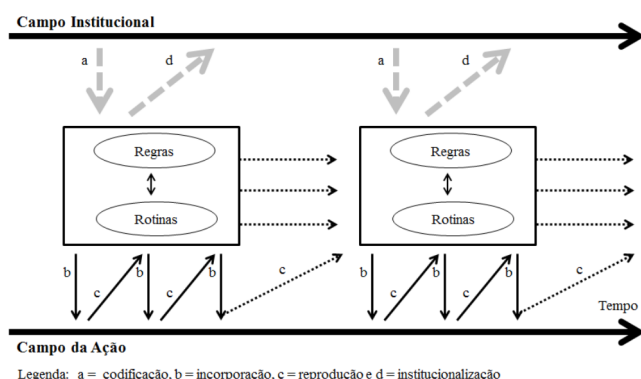 Campo Institucional
a d a d
Regras Regras
Rotinas Rotinas
b b b c b b b c
c c c c
Tempo
Campo da Ação
Legenda: a = codificação, b = incorporação, c = reprodução e d = institucionalização